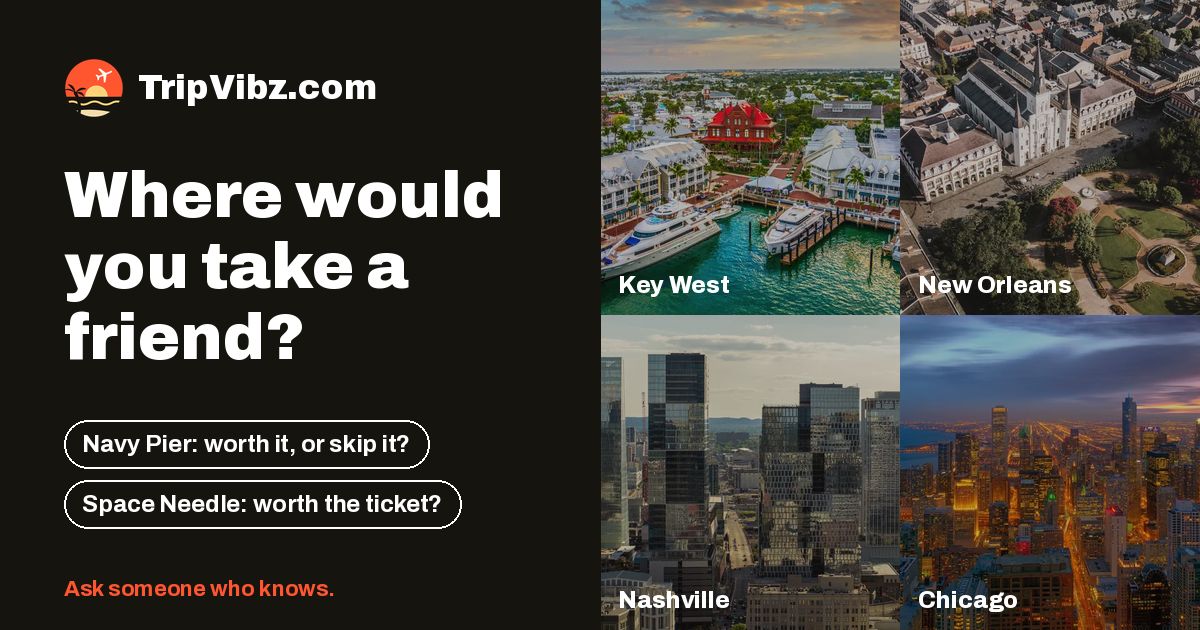 TripVibz.com
Where would
you take a
friend?
Navy Pier: worth it, or skip it?
Space Needle: worth the ticket?
Ask someone who knows.
Key West
New Orleans
Nashville
Chicago